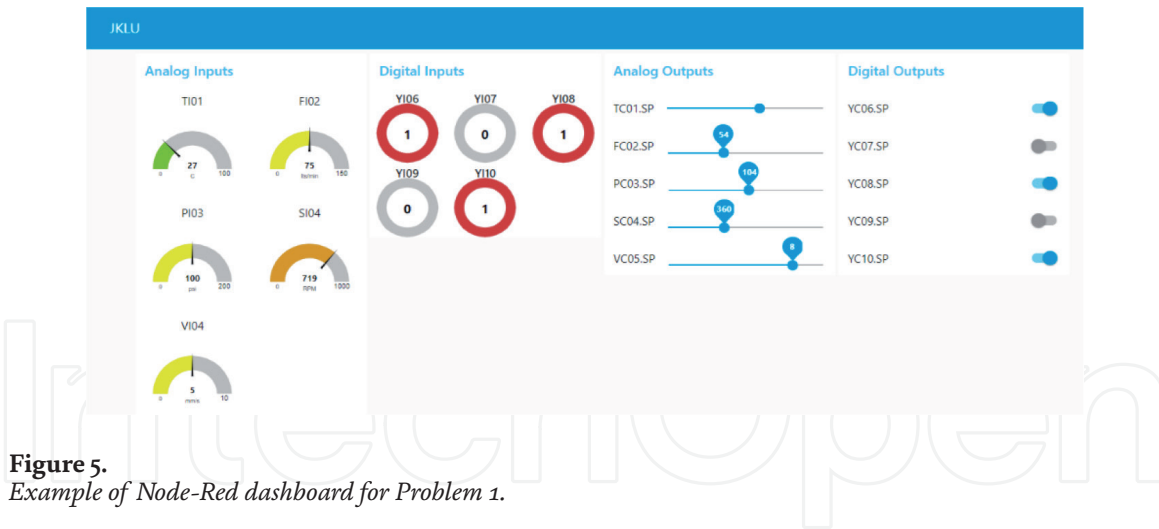 JKLU
Analog Inputs
TI01 FI02
27
C
0 100
75
0 150
PI03 SI04
100
psi
0 200
719
RPM
0 1000
VI04
5
mm/s
0 10
Digital Inputs
YI06 YI07 YI08
1 0 1
YI09 YI10
0 1
Analog Outputs
TC01.SP
FC02.SP 54
PC03.SP 104
SC04.SP 360
VC05.SP 8
Digital Outputs
YC06.SP
YC07.SP
YC08.SP
YC09.SP
YC10.SP
Intechopen
Figure 5.
Example of Node-Red dashboard for Problem 1.